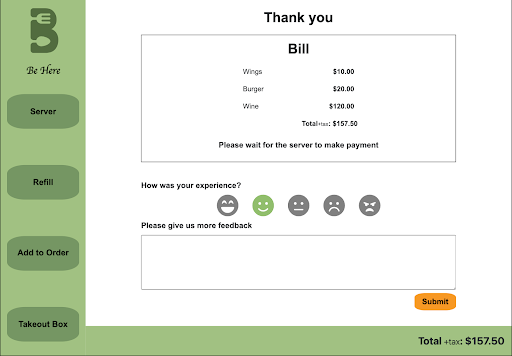 Be Here
Server
Refill
Add to Order
Takeout Box
Thank you
Bill
Wings $10.00
Burger $20.00
Wine $120.00
Total+tax: $157.50
Please wait for the server to make payment
How was your experience?
Please give us more feedback
Submit
Total +tax: $157.50